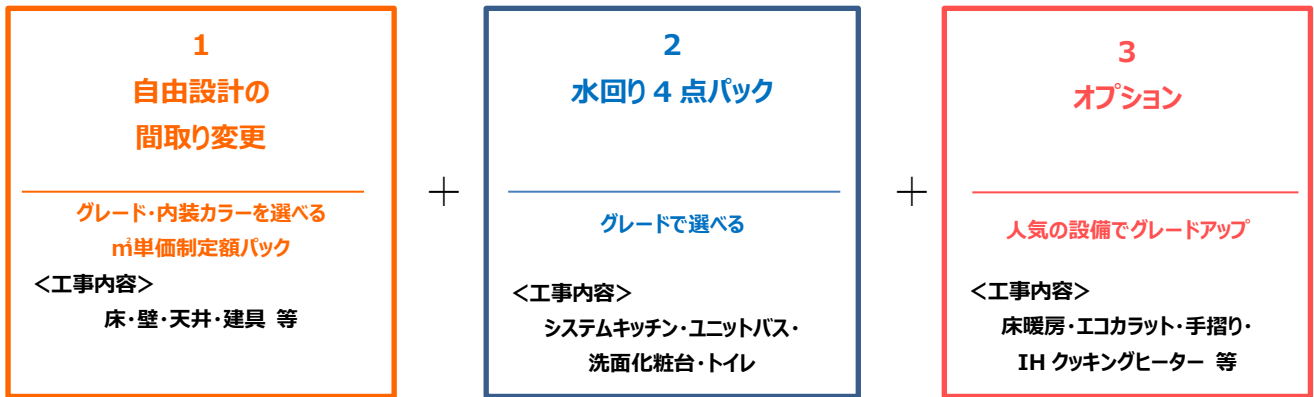 1
自由設計の
間取り変更
グレード・内装カラーを選べる
㎡単価制定額パック
<工事内容>
床・壁・天井・建具 等
+
2
水回り 4 点パック
グレードで選べる
<工事内容>
システムキッチン・ユニットバス・
洗面化粧台・トイレ
+
3
オプション
人気の設備でグレードアップ
<工事内容>
床暖房・エコカラット・手摺り・
IH クッキングヒーター 等